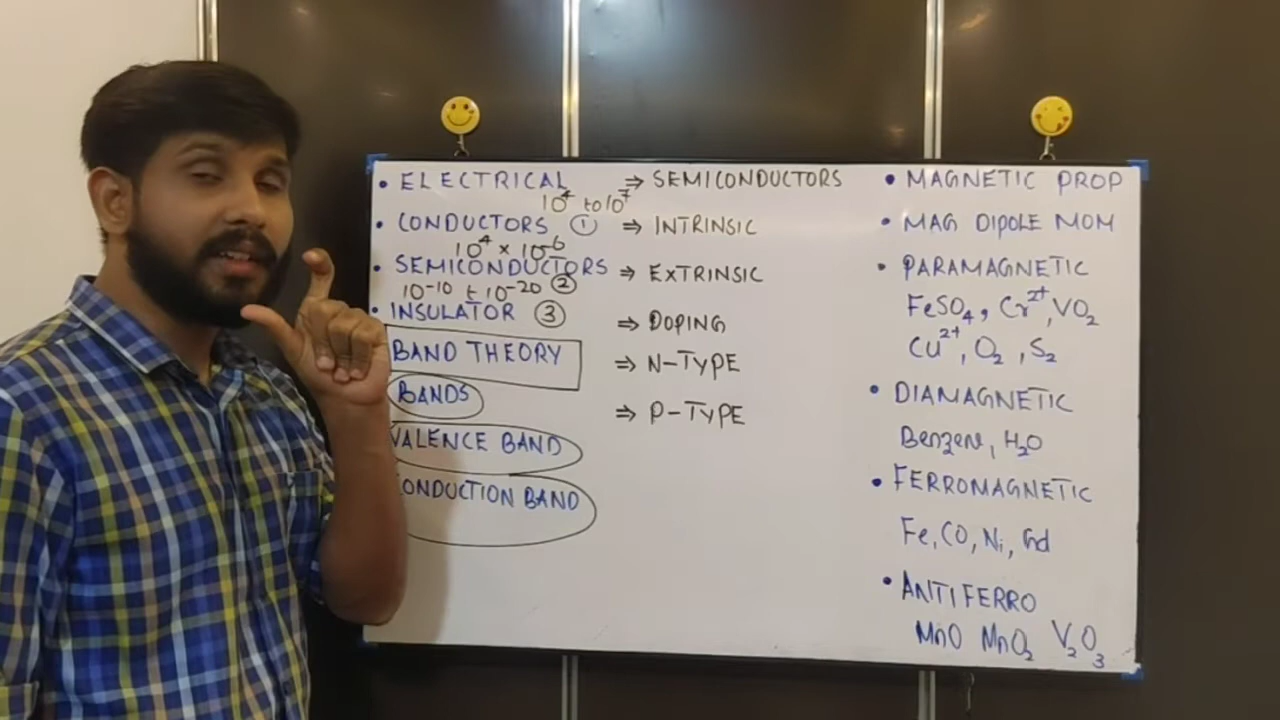 • ELECTRICAL
10⁴ to 10⁷
• CONDUCTORS ①
10⁴ × 10⁻⁶
• SEMICONDUCTORS
10⁻¹⁰ t 10⁻²⁰ ②
• INSULATOR ③
BAND THEORY
BANDS
VALENCE BAND
CONDUCTION BAND
⇒ SEMICONDUCTORS
⇒ INTRINSIC
⇒ EXTRINSIC
⇒ DOPING
⇒ N-TYPE
⇒ P-TYPE
• MAGNETIC PROP
• MAG DIPOLE MOM
• PARAMAGNETIC
FeSO₄, Cr²⁺, VO₂
Cu²⁺, O₂, S₂
• DIAMAGNETIC
Benzene, H₂O
• FERROMAGNETIC
Fe, CO, Ni, Gd
• ANTIFERRO
MnO MnO₂ V₂O₃